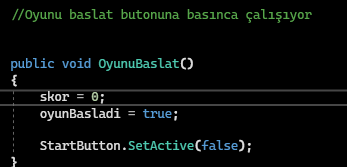 //Oyunu baslat butonuna basınca çalışıyor
public void OyunuBaslat()
{
skor = 0;
oyunBasladi = true;
StartButton.SetActive(false);
}